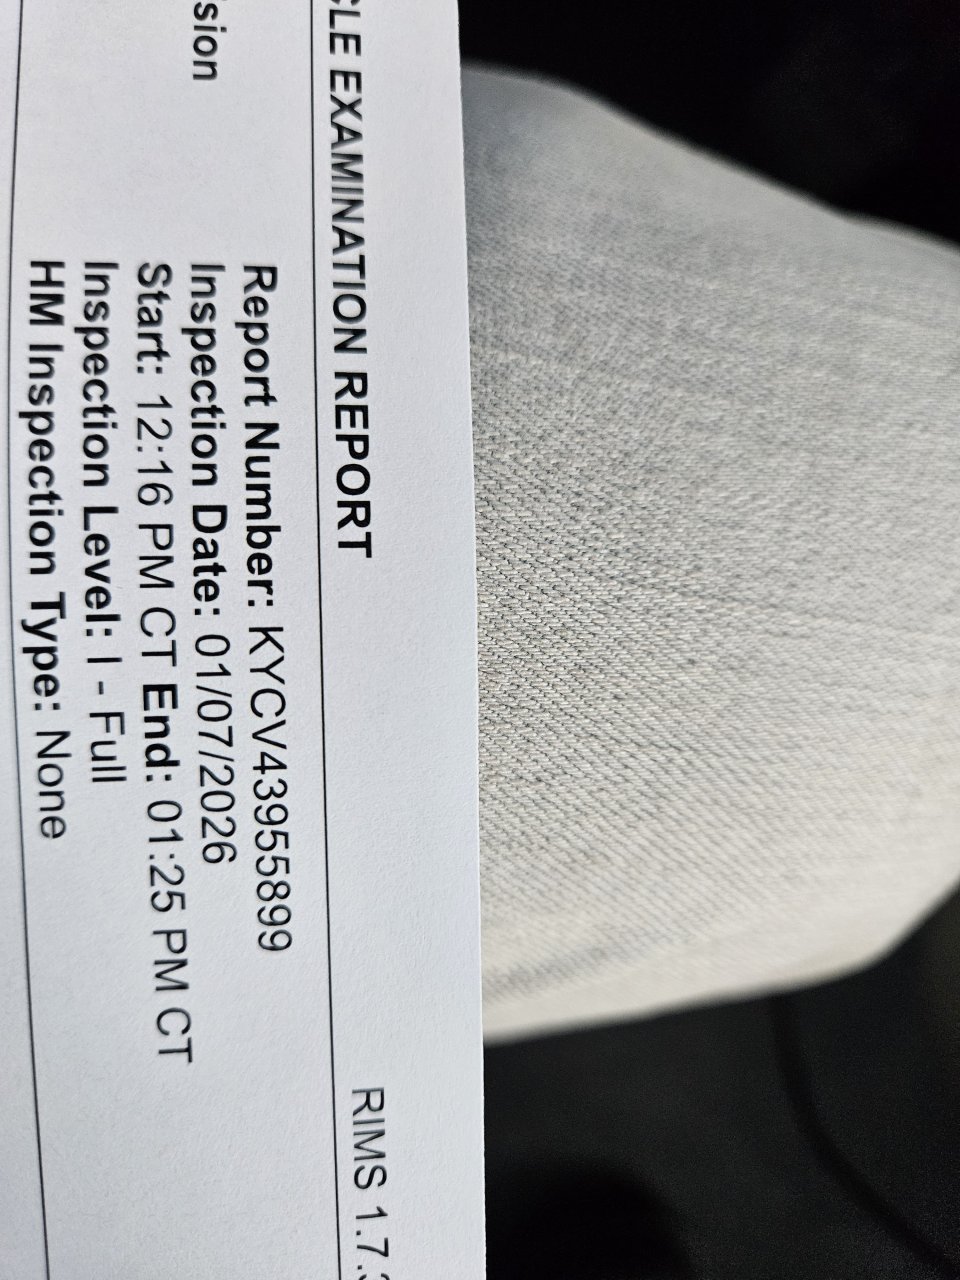 CLE EXAMINATION REPORT
RIMS 1.7.
Report Number: KYCV43955899
Inspection Date: 01/07/2026
sion
Start: 12:16 PM CT End: 01:25 PM CT
Inspection Level: I - Full
HM Inspection Type: None